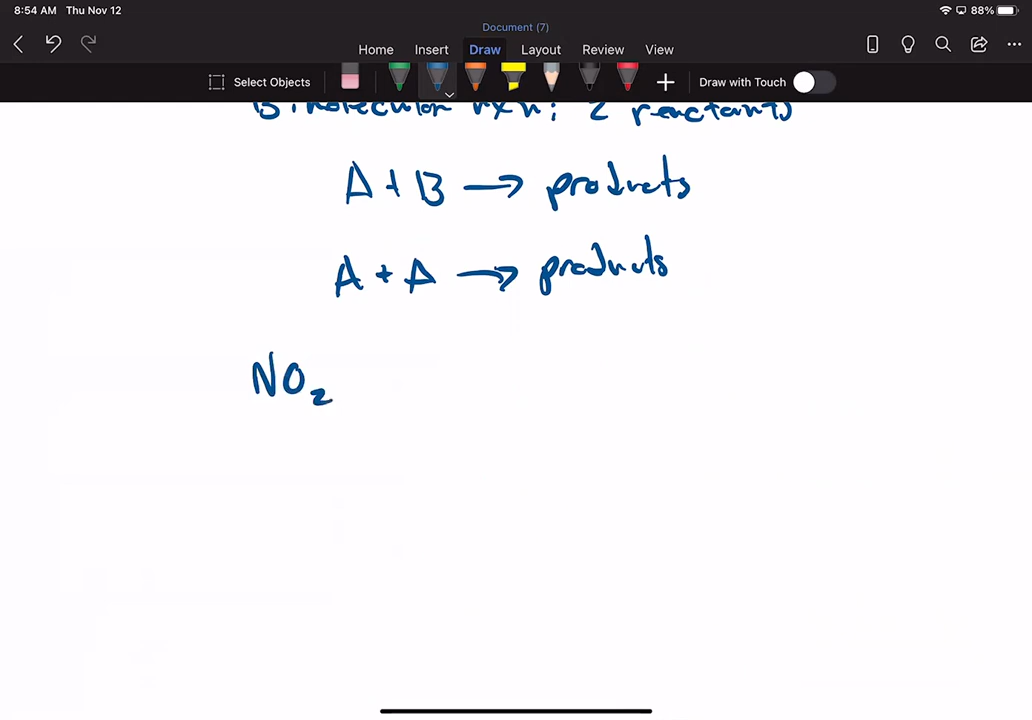 8:54 AM Thu Nov 12 88%
Document (7)
Home Insert Draw Layout Review View
Select Objects Draw with Touch
Bimolecular rxn: 2 reactants
A + B → products
A + A → products
NO₂